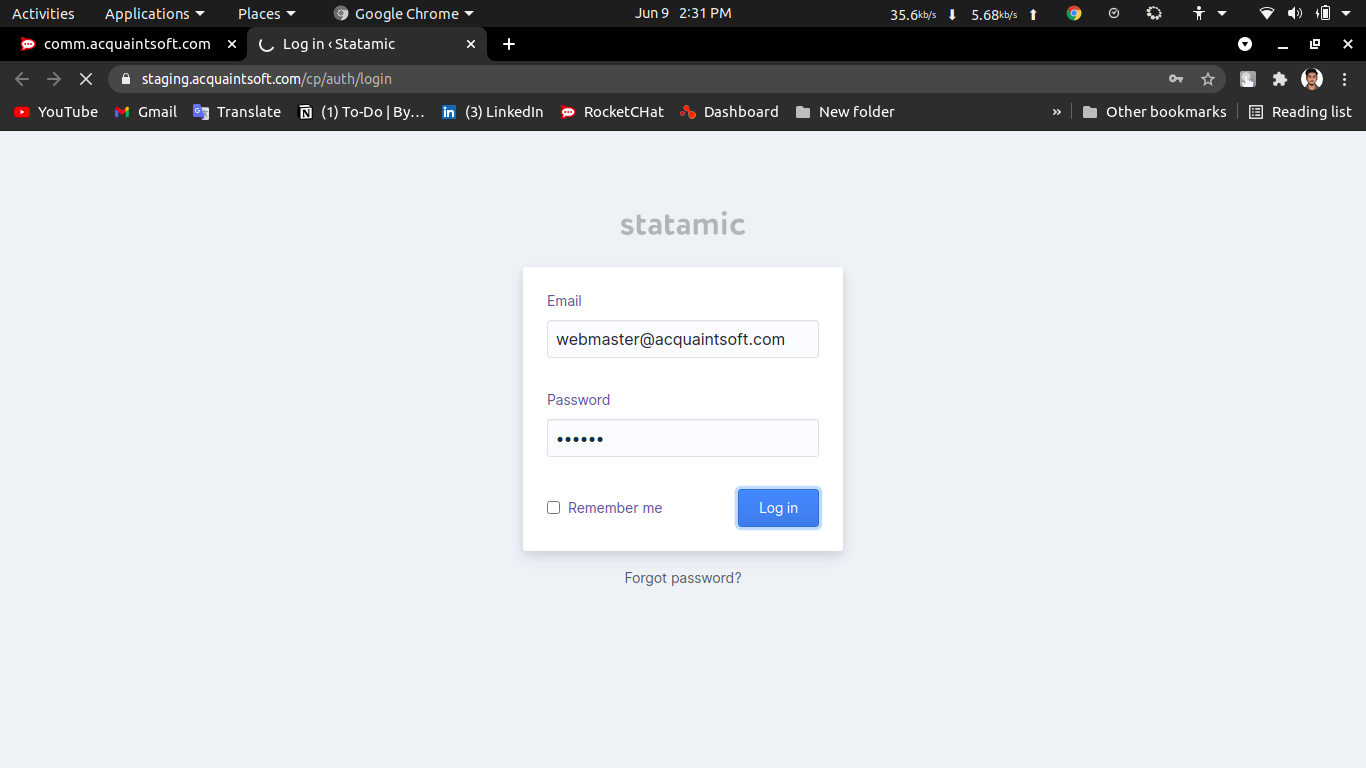 Activities Applications Places Google Chrome Jun 9 2:31 PM 35.6kb/s 5.68kb/s
comm.acquaintsoft.com Log in ‹ Statamic
staging.acquaintsoft.com/cp/auth/login
YouTube Gmail Translate (1) To-Do | By... (3) LinkedIn RocketCHat Dashboard New folder » Other bookmarks Reading list
statamic
Email
webmaster@acquaintsoft.com
Password
••••••
Remember me Log in
Forgot password?